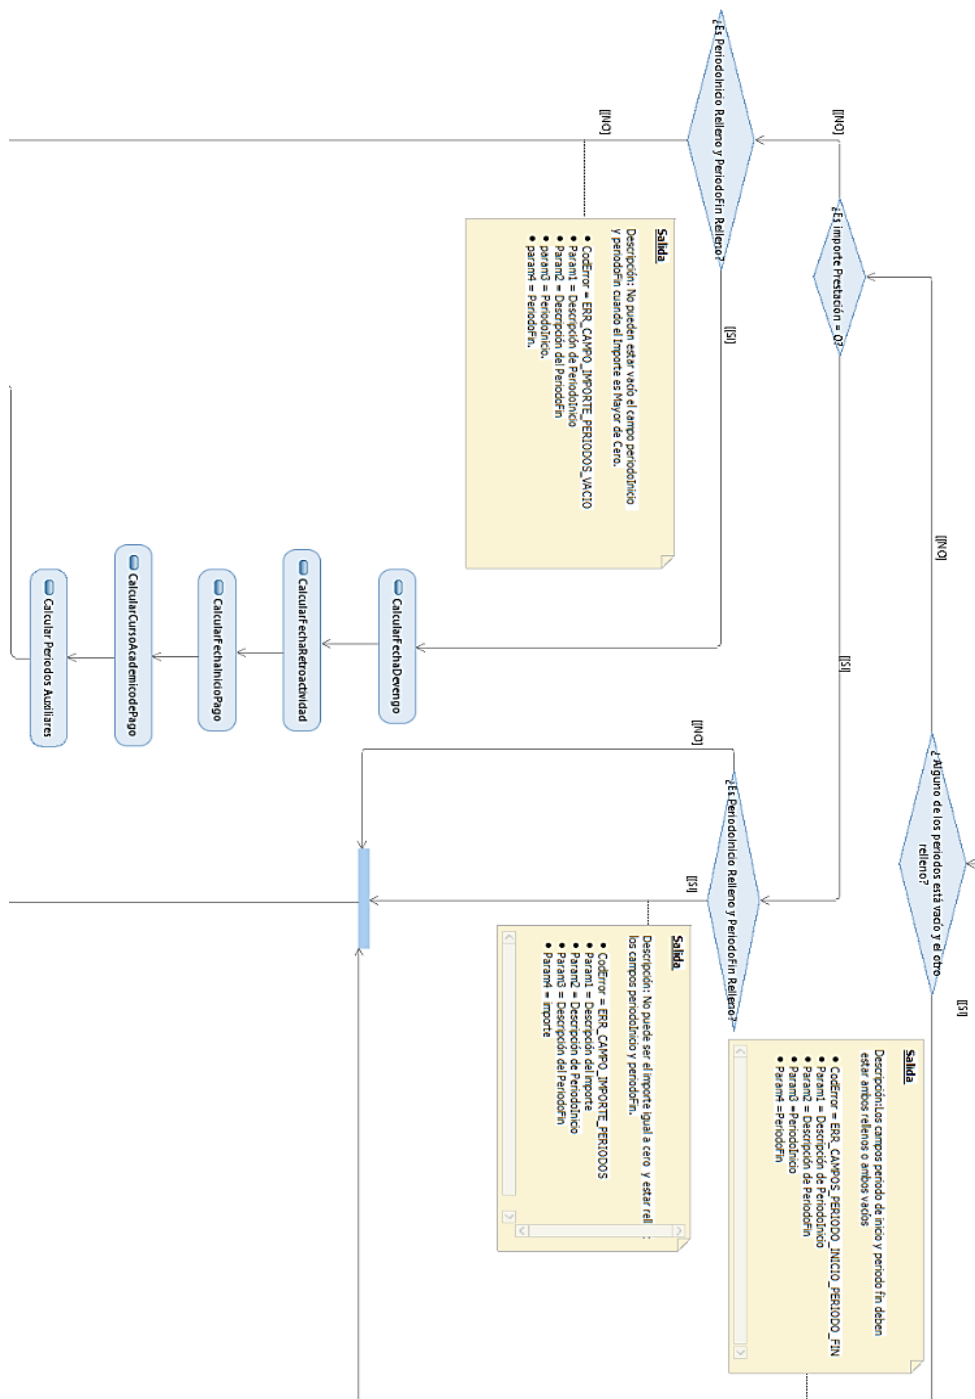 ¿ Alguno de los periodos está vacío y el otro
relleno?
[[NO]
[[SI]
Salida
Descripción:Los campos periodo de inicio y periodo fin deben
estar ambos rellenos o ambos vacíos
• CodError = ERR_CAMPOS_PERIODO_INICIO_PERIODO_FIN
• Param1 = Descripción de PeriodoInicio
• Param2 = Descripción de PeriodoFin
• Param3 =PeriodoInicio
• Param4 =PeriodoFin
¿Es importe Prestación = 0?
[[NO]
[[SI]
¿Es PeriodoInicio Relleno y PeriodoFin Relleno?
[[NO]
[[SI]
Salida
Descripción: No pueden estar vacío el campo periodoInicio
y periodoFin cuando el Importe es Mayor de Cero.
• CodError = ERR_CAMPO_IMPORTE_PERIODOS_VACIO
• Param1 = Descripción de PeriodoInicio
• Param2 = Descripción del PeriodoFin
• param3 = PeriodoInicio.
• param4 = PeriodoFin.
¿Es PeriodoInicio Relleno y PeriodoFin Relleno?
[[NO]
[[SI]
Salida
Descripción: No puede ser el importe igual a cero y estar rell
los campos periodoInicio y periodoFin.
• CodError = ERR_CAMPO_IMPORTE_PERIODOS
• Param1 = Descripción del importe
• Param2 = Descripción de PeriodoInicio
• Param3 = Descripción del PeriodoFin
• Param4 = importe
CalcularFechaDevengo
CalcularFechaRetroactividad
CalcularFechaInicioPago
CalcularCursoAcademicodePago
Calcular Periodos Auxiliares